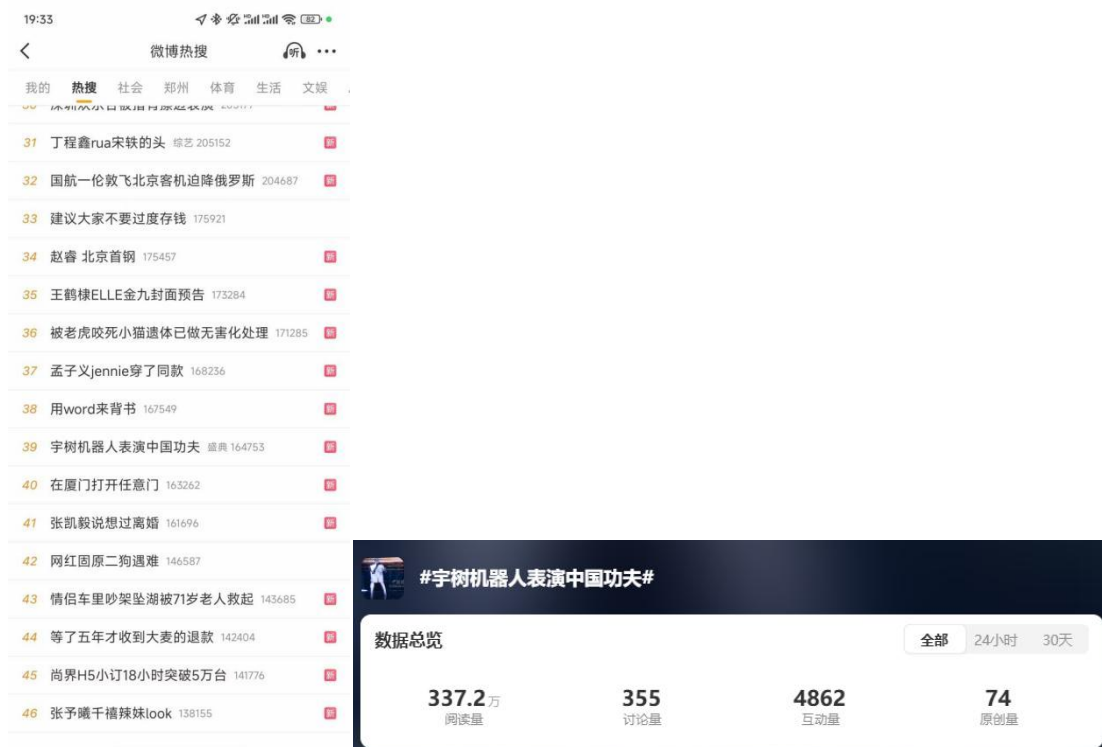 19:33
82
微博热搜
听
我的 热搜 社会 郑州 体育 生活 文娱
31 丁程鑫rua宋轶的头 综艺 205152 新
32 国航一伦敦飞北京客机迫降俄罗斯 204687 新
33 建议大家不要过度存钱 175921
34 赵睿 北京首钢 175457 新
35 王鹤棣ELLE金九封面预告 173284 新
36 被老虎咬死小猫遗体已做无害化处理 171285 新
37 孟子义jennie穿了同款 168236 新
38 用word来背书 167549 新
39 宇树机器人表演中国功夫 盛典 164753 新
40 在厦门打开任意门 163262 新
41 张凯毅说想过离婚 161696 新
42 网红固原二狗遇难 146587
43 情侣车里吵架坠湖被71岁老人救起 143685 新
44 等了五年才收到大麦的退款 142404 新
45 尚界H5小订18小时突破5万台 141776 新
46 张予曦千禧辣妹look 138155 新
#宇树机器人表演中国功夫#
数据总览 全部 24小时 30天
337.2万 355 4862 74
阅读量 讨论量 互动量 原创量